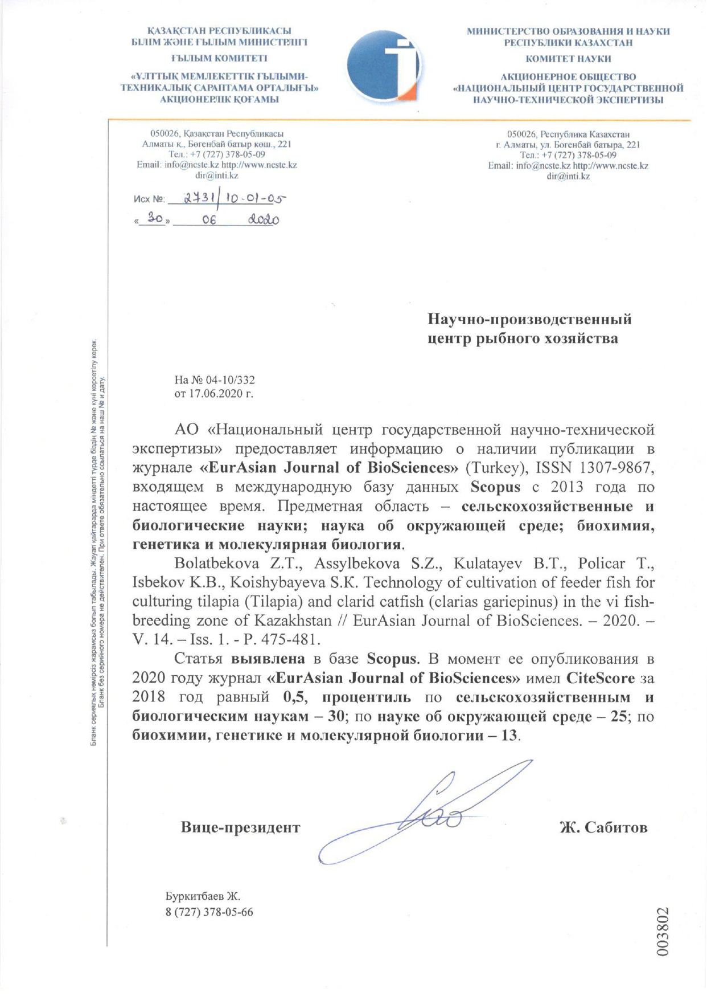 ҚАЗАҚСТАН РЕСПУБЛИКАСЫ
БІЛІМ ЖӘНЕ ҒЫЛЫМ МИНИСТРЛІГІ
ҒЫЛЫМ КОМИТЕТІ
«ҰЛТТЫҚ МЕМЛЕКЕТТІК ҒЫЛЫМИ-
ТЕХНИКАЛЫҚ САРАПТАМА ОРТАЛЫҒЫ»
АКЦИОНЕРЛІК ҚОҒАМЫ
МИНИСТЕРСТВО ОБРАЗОВАНИЯ И НАУКИ
РЕСПУБЛИКИ КАЗАХСТАН
КОМИТЕТ НАУКИ
АКЦИОНЕРНОЕ ОБЩЕСТВО
«НАЦИОНАЛЬНЫЙ ЦЕНТР ГОСУДАРСТВЕННОЙ
НАУЧНО-ТЕХНИЧЕСКОЙ ЭКСПЕРТИЗЫ
050026, Қазақстан Республикасы
Алматы қ., Бөгенбай батыр көш., 221
Тел.: +7 (727) 378-05-09
Email: info@ncste.kz http://www.ncste.kz
dir@inti.kz
050026, Республика Казахстан
г. Алматы, ул. Богенбай батыра, 221
Тел.: +7 (727) 378-05-09
Email: info@ncste.kz http://www.ncste.kz
dir@inti.kz
Исх №: 2731/10-01-05
«30» 06 2020
Научно-производственный
центр рыбного хозяйства
На № 04-10/332
от 17.06.2020 г.
АО «Национальный центр государственной научно-технической
экспертизы» предоставляет информацию о наличии публикации в
журнале «EurAsian Journal of BioSciences» (Turkey), ISSN 1307-9867,
входящем в международную базу данных Scopus с 2013 года по
настоящее время. Предметная область – сельскохозяйственные и
биологические науки; наука об окружающей среде; биохимия,
генетика и молекулярная биология.
Bolatbekova Z.T., Assylbekova S.Z., Kulatayev B.T., Policar T.,
Isbekov K.B., Koishybayeva S.K. Technology of cultivation of feeder fish for
culturing tilapia (Tilapia) and clarid catfish (clarias gariepinus) in the vi fish-
breeding zone of Kazakhstan // EurAsian Journal of BioSciences. – 2020. –
V. 14. – Iss. 1. - P. 475-481.
Статья выявлена в базе Scopus. В момент ее опубликования в
2020 году журнал «EurAsian Journal of BioSciences» имел CiteScore за
2018 год равный 0,5, процентиль по сельскохозяйственным и
биологическим наукам – 30; по науке об окружающей среде – 25; по
биохимии, генетике и молекулярной биологии – 13.
Вице-президент
Ж. Сабитов
Буркитбаев Ж.
8 (727) 378-05-66
003802
Бланк сериялық нөмірсіз жарамсыз болып табылады. Жауап қайтарарда міндетті түрде біздің № және күні көрсетілу керек.
Бланк без серийного номера не действителен. При ответе обязательно ссылаться на наш № и дату.